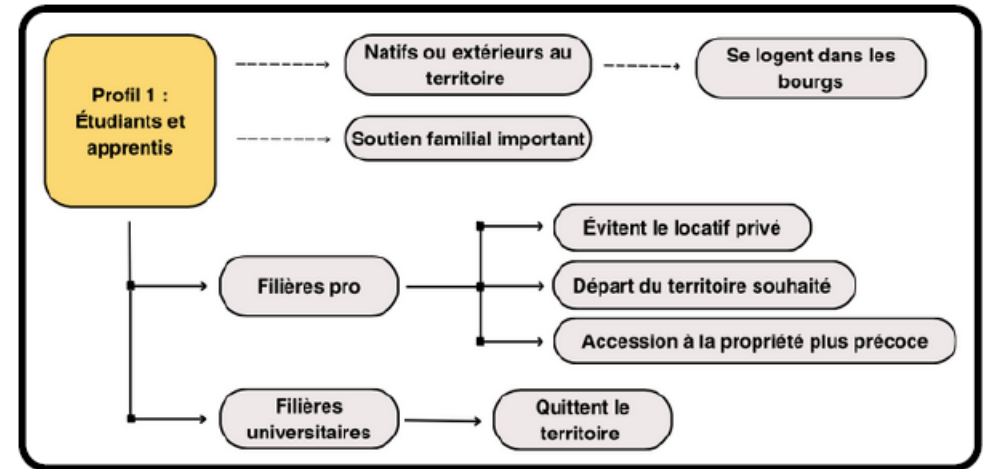 Profil 1 :
Étudiants et
apprentis
Natifs ou extérieurs au
territoire
Se logent dans les
bourgs
Soutien familial important
Filières pro
Évitent le locatif privé
Départ du territoire souhaité
Accession à la propriété plus précoce
Filières
universitaires
Quittent le
territoire